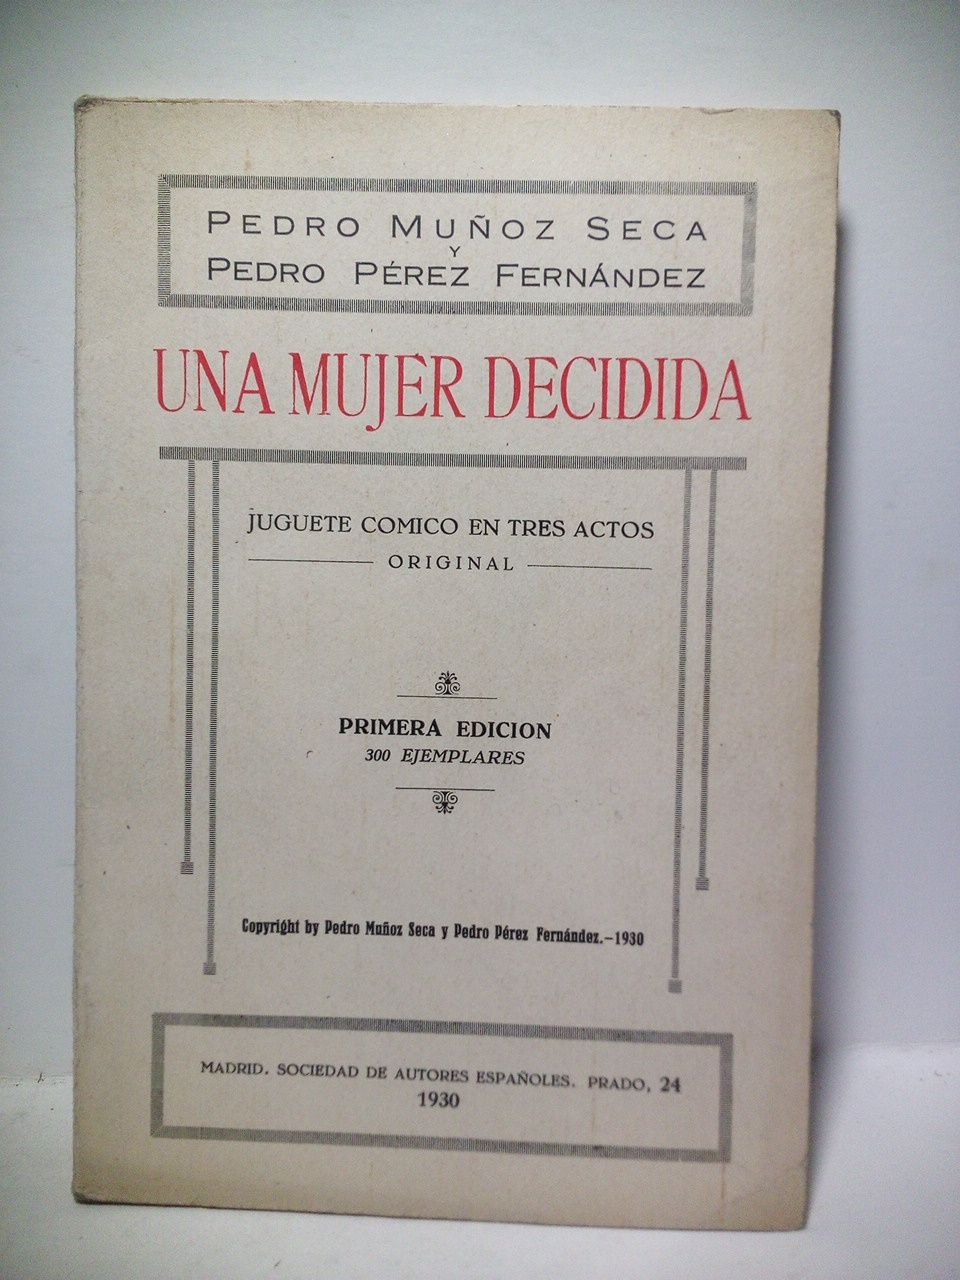 PEDRO MUÑOZ SECA
Y
PEDRO PÉREZ FERNÁNDEZ
UNA MUJER DECIDIDA
JUGUETE COMICO EN TRES ACTOS
ORIGINAL
PRIMERA EDICION
300 EJEMPLARES
Copyright by Pedro Muñoz Seca y Pedro Pérez Fernández.-1930
MADRID. SOCIEDAD DE AUTORES ESPAÑOLES. PRADO, 24
1930